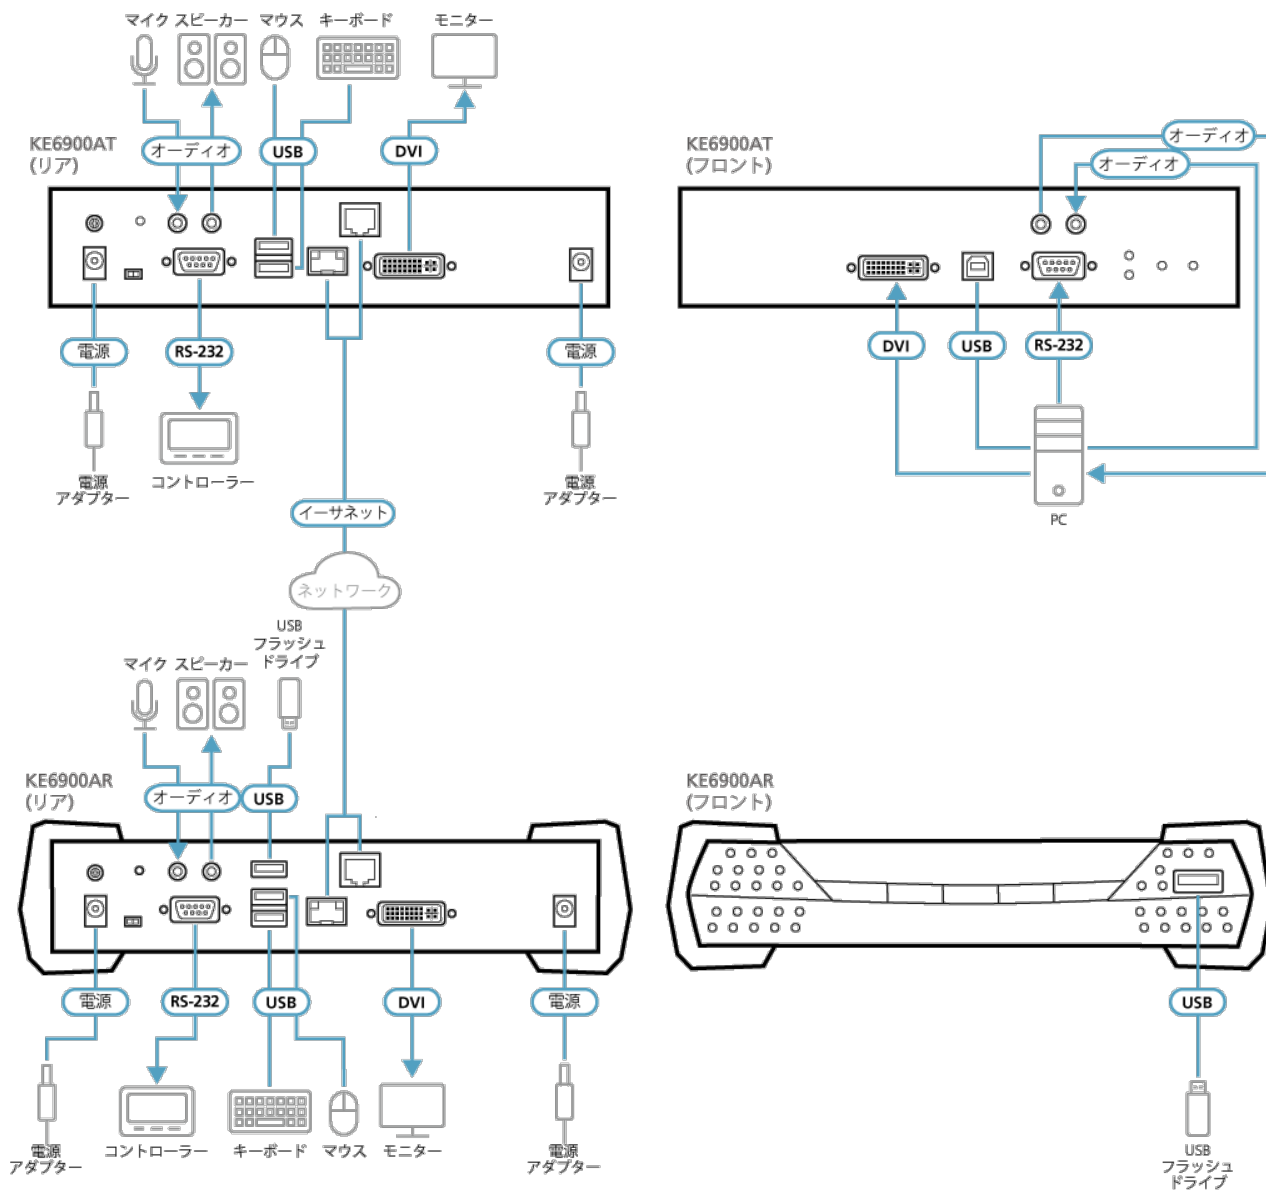 マイク スピーカー マウス キーボード モニター
KE6900AT
(リア)
オーディオ
USB
DVI
電源
RS-232
電源
電源
アダプター
コントローラー
電源
アダプター
KE6900AT
(フロント)
オーディオ
オーディオ
DVI
USB
RS-232
PC
イーサネット
ネットワーク
USB
フラッシュ
ドライブ
マイク スピーカー
KE6900AR
(リア)
オーディオ
USB
電源
RS-232
USB
DVI
電源
電源
アダプター
コントローラー
キーボード
マウス
モニター
電源
アダプター
KE6900AR
(フロント)
USB
USB
フラッシュ
ドライブ